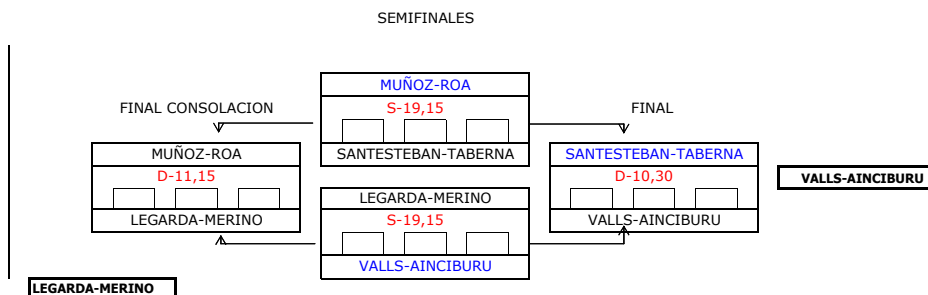 SEMIFINALES
MUÑOZ-ROA
FINAL CONSOLACION
S-19,15
FINAL
MUÑOZ-ROA
SANTESTEBAN-TABERNA
SANTESTEBAN-TABERNA
D-11,15
D-10,30
VALLS-AINCIBURU
LEGARDA-MERINO
LEGARDA-MERINO
VALLS-AINCIBURU
S-19,15
VALLS-AINCIBURU
LEGARDA-MERINO